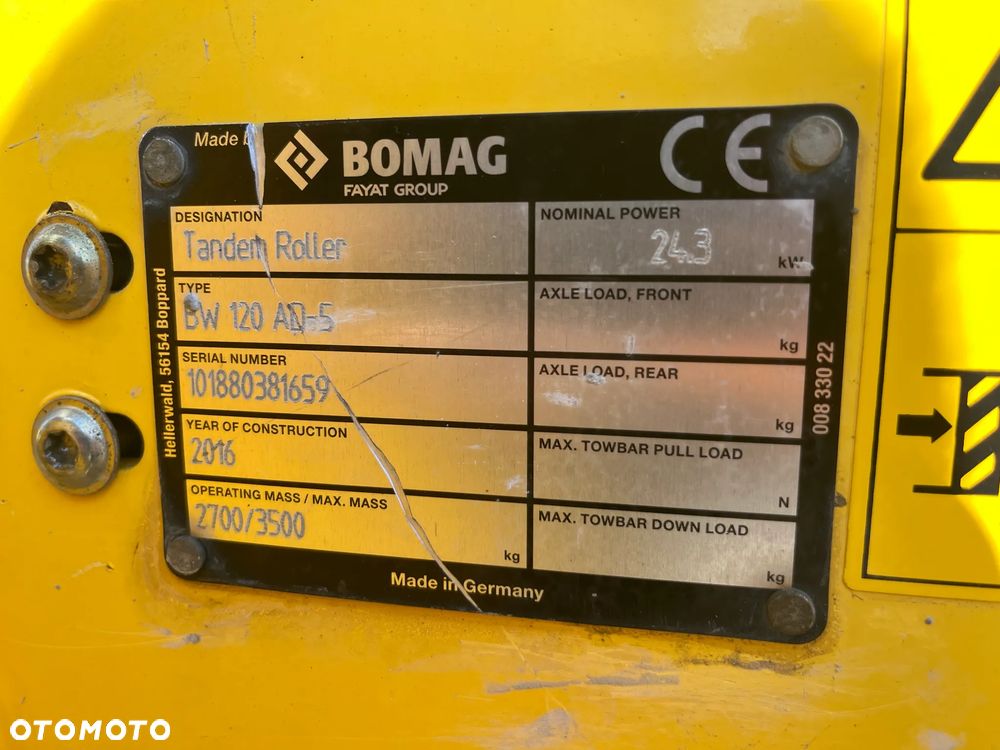 Made by
BOMAG
FAYAT GROUP
CE
DESIGNATION
Tandem Roller
NOMINAL POWER
24.3 kW
TYPE
BW 120 AD-5
AXLE LOAD, FRONT
kg
SERIAL NUMBER
101880381659
AXLE LOAD, REAR
kg
YEAR OF CONSTRUCTION
2016
MAX. TOWBAR PULL LOAD
N
OPERATING MASS / MAX. MASS
2700/3500 kg
MAX. TOWBAR DOWN LOAD
kg
Made in Germany
Hellerwald, 56154 Boppard
008 330 22
OTOMOTO